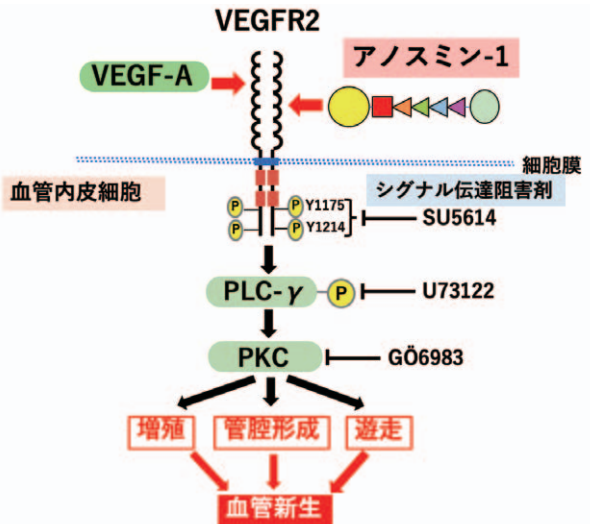 VEGFR2
VEGF-A
アノスミン-1
細胞膜
血管内皮細胞
シグナル伝達阻害剤
P
P
Y1175
P
P
Y1214
SU5614
PLC-γ
P
U73122
PKC
GÖ6983
増殖
管腔形成
遊走
血管新生